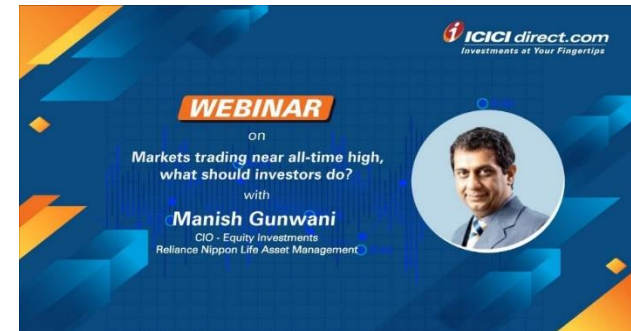 ICICI direct.com
Investments at Your Fingertips
WEBINAR
on
Markets trading near all-time high,
what should investors do?
with
Manish Gunwani
CIO - Equity Investments
Reliance Nippon Life Asset Management